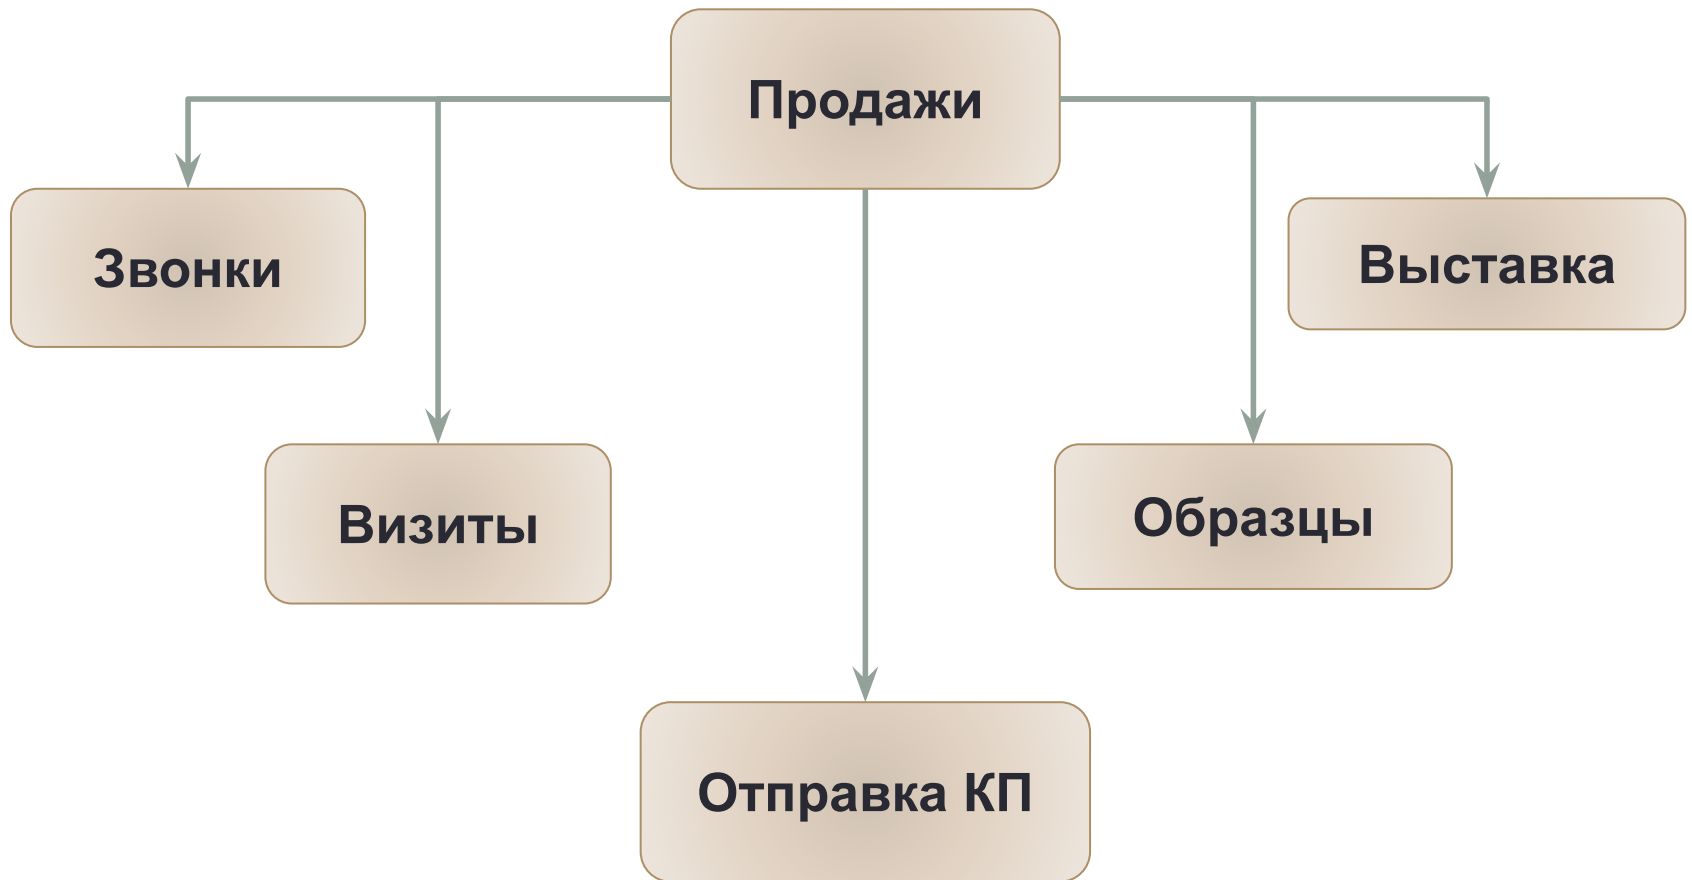 Продажи
Звонки
Выставка
Визиты
Образцы
Отправка КП